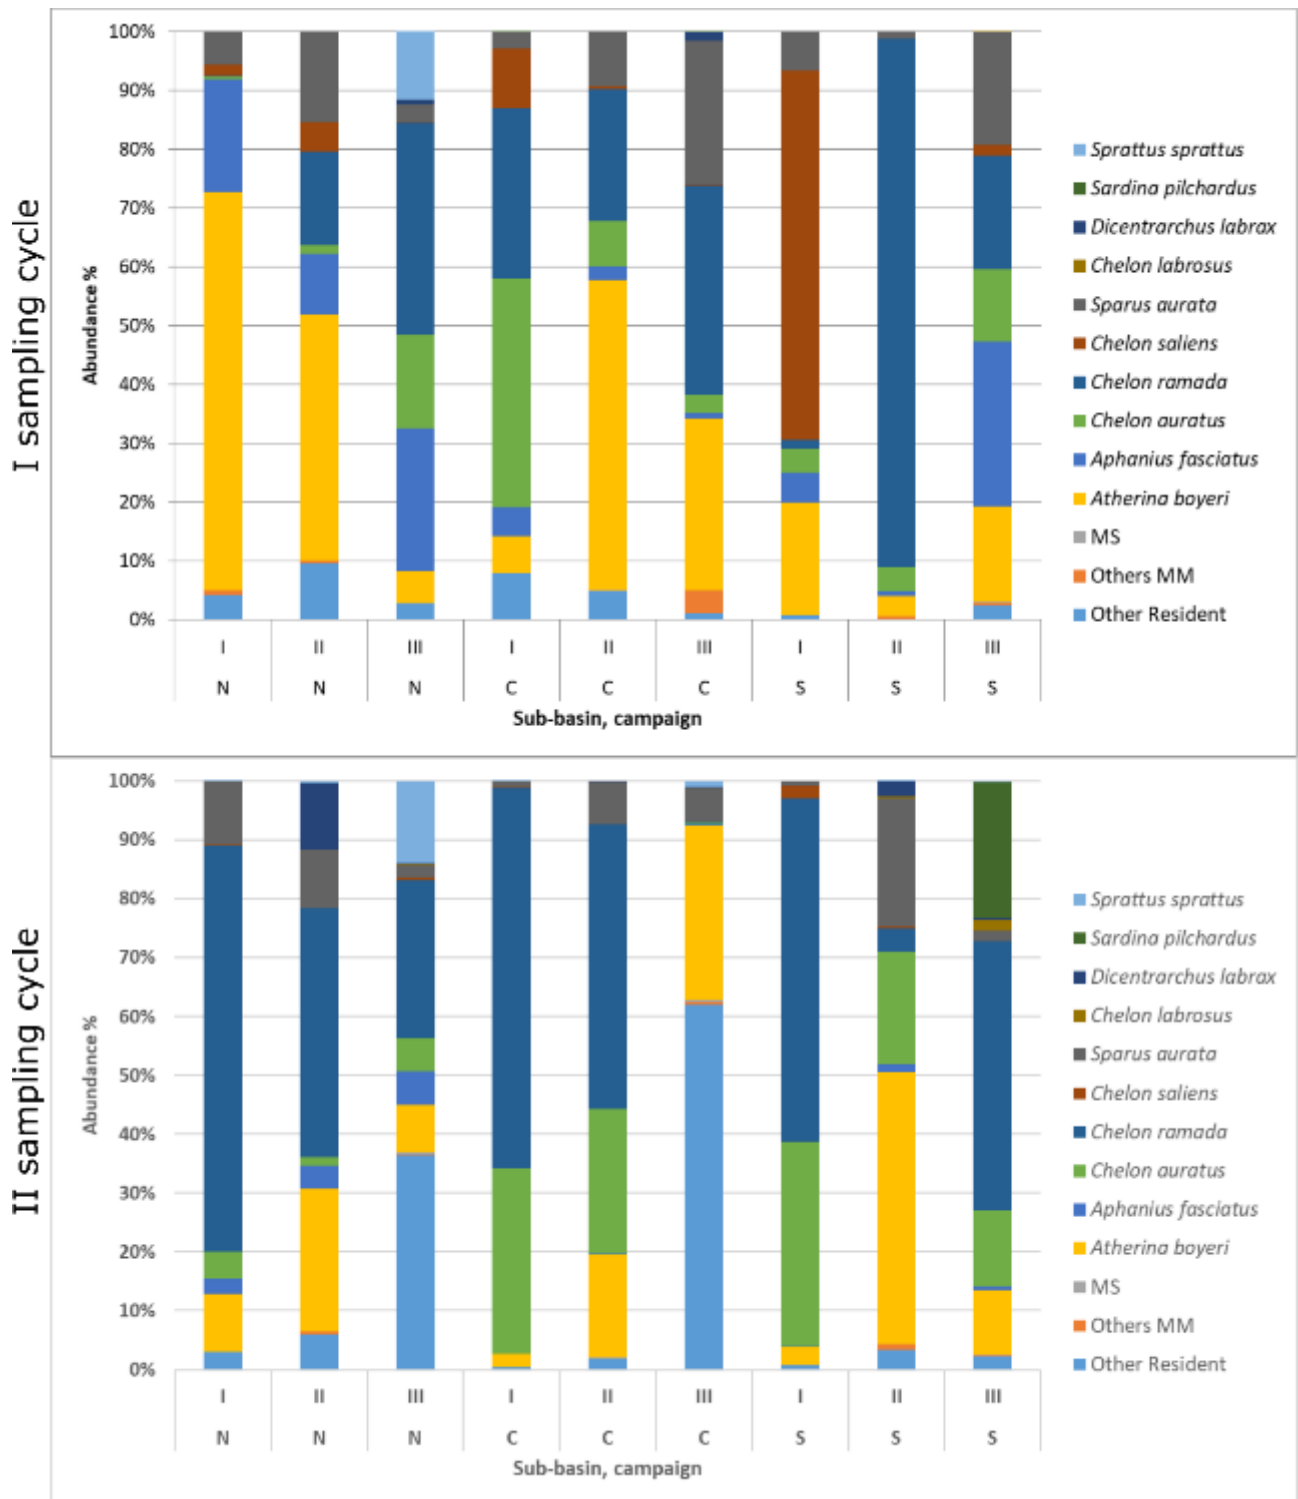 I sampling cycle
Abundance %
100%
90%
80%
70%
60%
50%
40%
30%
20%
10%
0%
I II III I II III I II III
N N N C C C S S S
Sub-basin, campaign
Sprattus sprattus
Sardina pilchardus
Dicentrarchus labrax
Chelon labrosus
Sparus aurata
Chelon saliens
Chelon ramada
Chelon auratus
Aphanius fasciatus
Atherina boyeri
MS
Others MM
Other Resident
II sampling cycle
Abundance %
100%
90%
80%
70%
60%
50%
40%
30%
20%
10%
0%
I II III I II III I II III
N N N C C C S S S
Sub-basin, campaign
Sprattus sprattus
Sardina pilchardus
Dicentrarchus labrax
Chelon labrosus
Sparus aurata
Chelon saliens
Chelon ramada
Chelon auratus
Aphanius fasciatus
Atherina boyeri
MS
Others MM
Other Resident